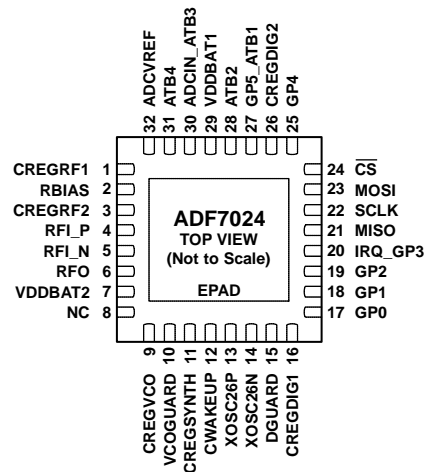 32 ADCVREF
31 ATB4
30 ADCIN_ATB3
29 VDDBAT1
28 ATB2
27 GP5_ATB1
26 CREGDIG2
25 GP4
CREGRF1 1
RBIAS 2
CREGRF2 3
RFI_P 4
RFI_N 5
RFO 6
VDDBAT2 7
NC 8
ADF7024
TOP VIEW
(Not to Scale)
EPAD
24 CS
23 MOSI
22 SCLK
21 MISO
20 IRQ_GP3
19 GP2
18 GP1
17 GP0
CREGVCO 9
VCOGUARD 10
CREGSYNTH 11
CWAKEUP 12
XOSC26P 13
XOSC26N 14
DGUARD 15
CREGDIG1 16